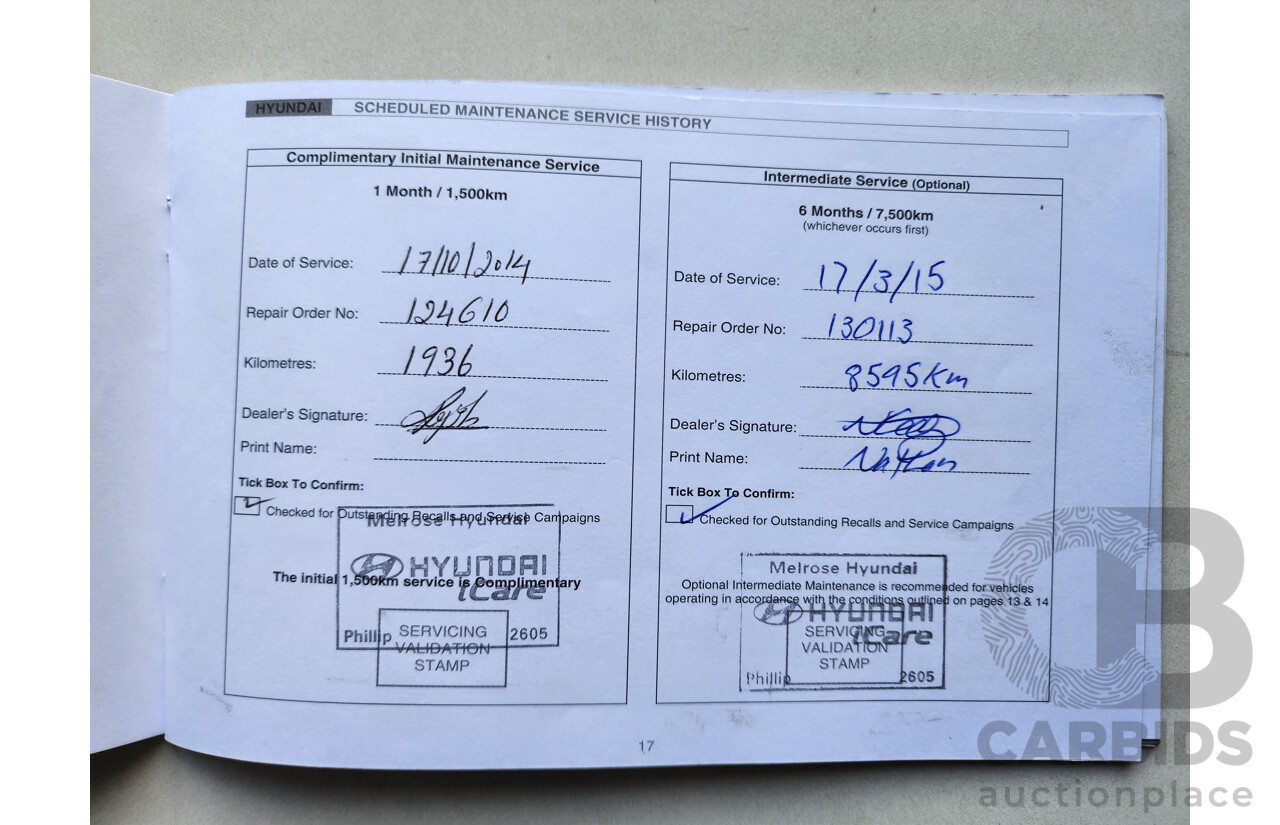 HYUNDAI SCHEDULED MAINTENANCE SERVICE HISTORY
Complimentary Initial Maintenance Service
1 Month / 1,500km
Date of Service: 17/10/2014
Repair Order No: 124610
Kilometres: 1936
Dealer's Signature:
Print Name:
Tick Box To Confirm:
Checked for Outstanding Recalls and Service Campaigns
Melrose Hyundai
HYUNDAI
The initial 1,500km service is Complimentary
iCare
Phillip 2605
SERVICING
VALIDATION
STAMP
Intermediate Service (Optional)
6 Months / 7,500km
(whichever occurs first)
Date of Service: 17/3/15
Repair Order No: 130113
Kilometres: 8595Km
Dealer's Signature:
Print Name: Nathan
Tick Box To Confirm:
Checked for Outstanding Recalls and Service Campaigns
Melrose Hyundai
Optional Intermediate Maintenance is recommended for vehicles
operating in accordance with the conditions outlined on pages 13 & 14
HYUNDAI
iCare
SERVICING
VALIDATION
STAMP
Phillip 2605
17
CARBIDS
auctionplace